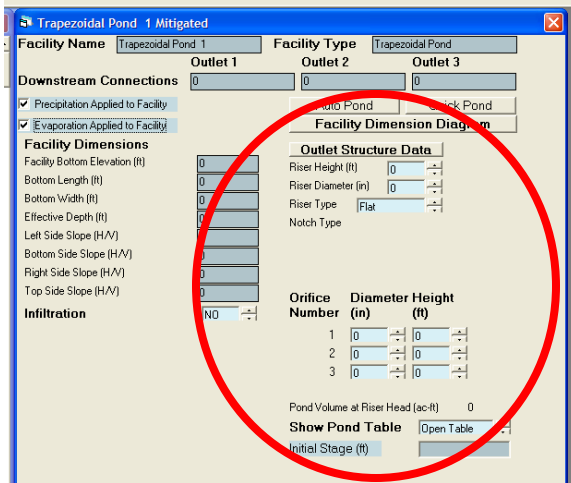 Trapezoidal Pond 1 Mitigated
Facility Name Trapezoidal Pond 1 Facility Type Trapezoidal Pond
Outlet 1 Outlet 2 Outlet 3
Downstream Connections 0 0 0
Precipitation Applied to Facility Auto Pond Quick Pond
Evaporation Applied to Facility Facility Dimension Diagram
Facility Dimensions Outlet Structure Data
Facility Bottom Elevation (ft) 0 Riser Height (ft) 0
Bottom Length (ft) 0 Riser Diameter (in) 0
Bottom Width (ft) 0 Riser Type Flat
Effective Depth (ft) 0 Notch Type
Left Side Slope (H/V) 0
Bottom Side Slope (H/V) 0
Right Side Slope (H/V) 0
Top Side Slope (H/V) 0 Orifice Diameter Height
Infiltration NO Number (in) (ft)
1 0 0
2 0 0
3 0 0
Pond Volume at Riser Head (ac-ft) 0
Show Pond Table Open Table
Initial Stage (ft)